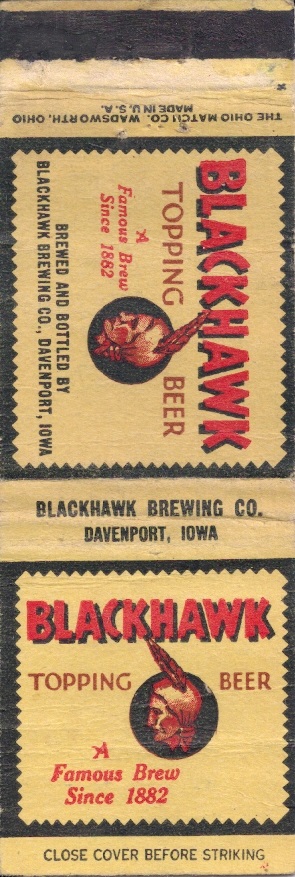 THE OHIO MATCH CO. WADSWORTH, OHIO
MADE IN U.S.A.
BLACKHAWK
TOPPING BEER
A
Famous Brew
Since 1882
BREWED AND BOTTLED BY
BLACKHAWK BREWING CO., DAVENPORT, IOWA
BLACKHAWK BREWING CO.
DAVENPORT, IOWA
BLACKHAWK
TOPPING BEER
A
Famous Brew
Since 1882
CLOSE COVER BEFORE STRIKING